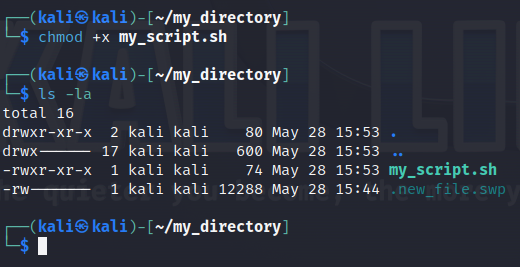 ┌──(kali㉿kali)-[~/my_directory]
└─$ chmod +x my_script.sh
┌──(kali㉿kali)-[~/my_directory]
└─$ ls -la
total 16
drwxr-xr-x  2 kali kali    80 May 28 15:53 .
drwx------ 17 kali kali   600 May 28 15:53 ..
-rwxr-xr-x  1 kali kali    74 May 28 15:53 my_script.sh
-rw-------  1 kali kali 12288 May 28 15:44 .new_file.swp
┌──(kali㉿kali)-[~/my_directory]
└─$